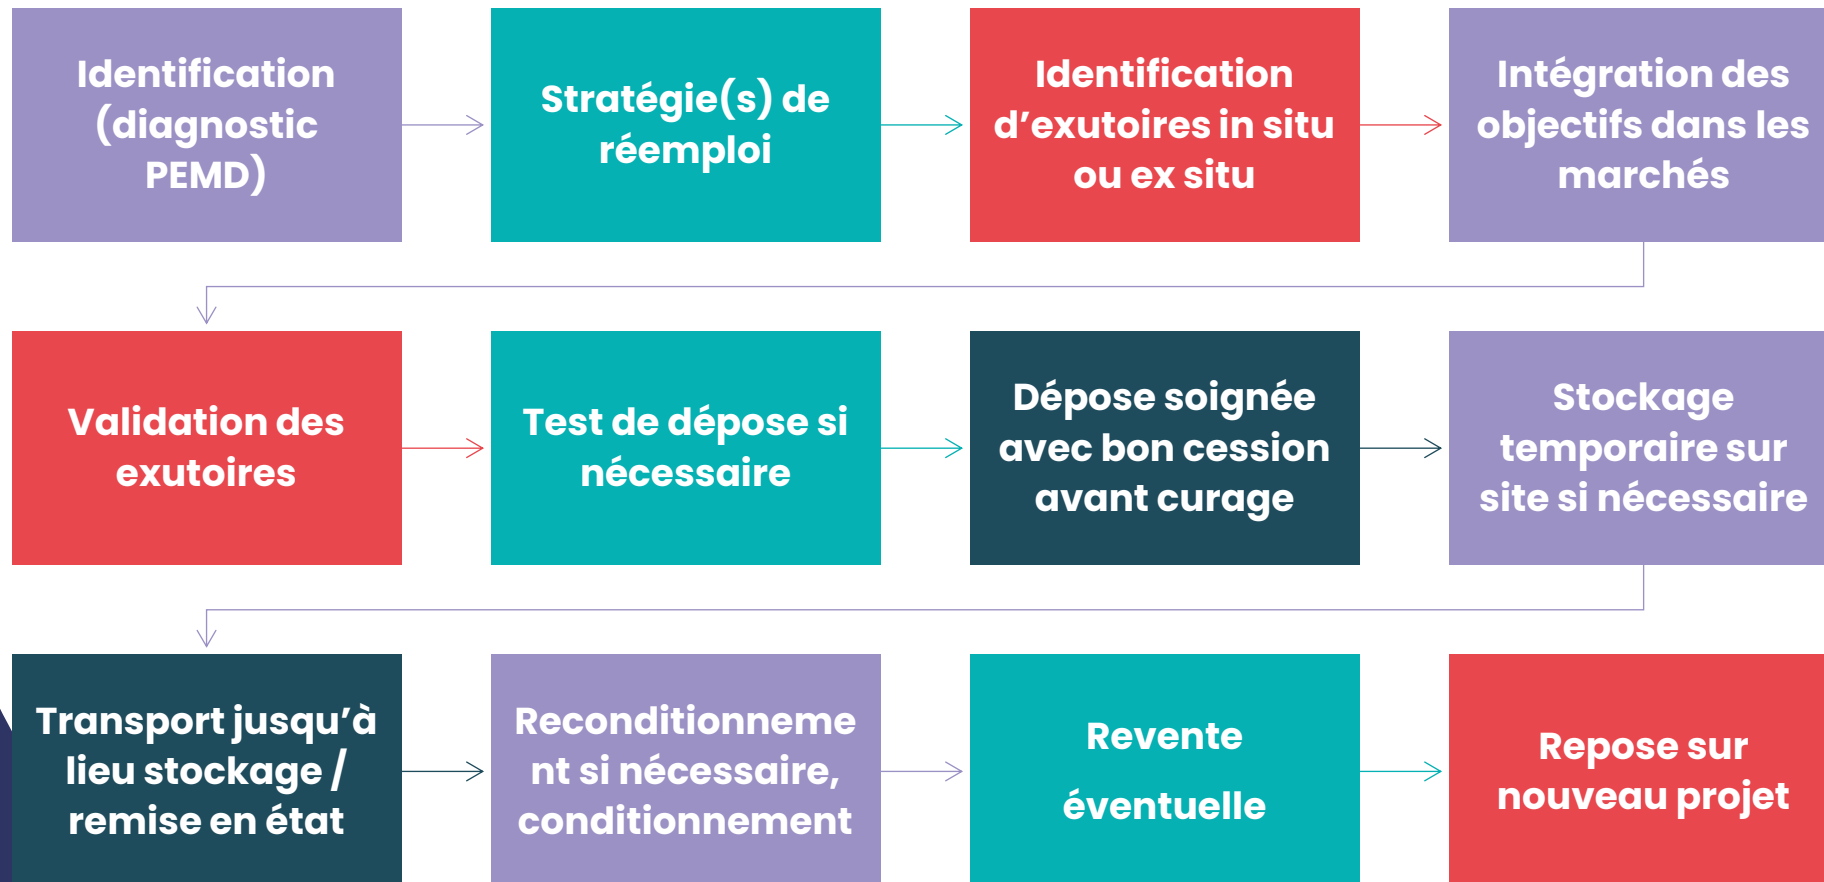 Identification
(diagnostic
PEMD)
Stratégie(s) de
réemploi
Identification
d’exutoires in situ
ou ex situ
Intégration des
objectifs dans les
marchés
Validation des
exutoires
Test de dépose si
nécessaire
Dépose soignée
avec bon cession
avant curage
Stockage
temporaire sur
site si nécessaire
Transport jusqu’à
lieu stockage /
remise en état
Reconditionneme
nt si nécessaire,
conditionnement
Revente
éventuelle
Repose sur
nouveau projet